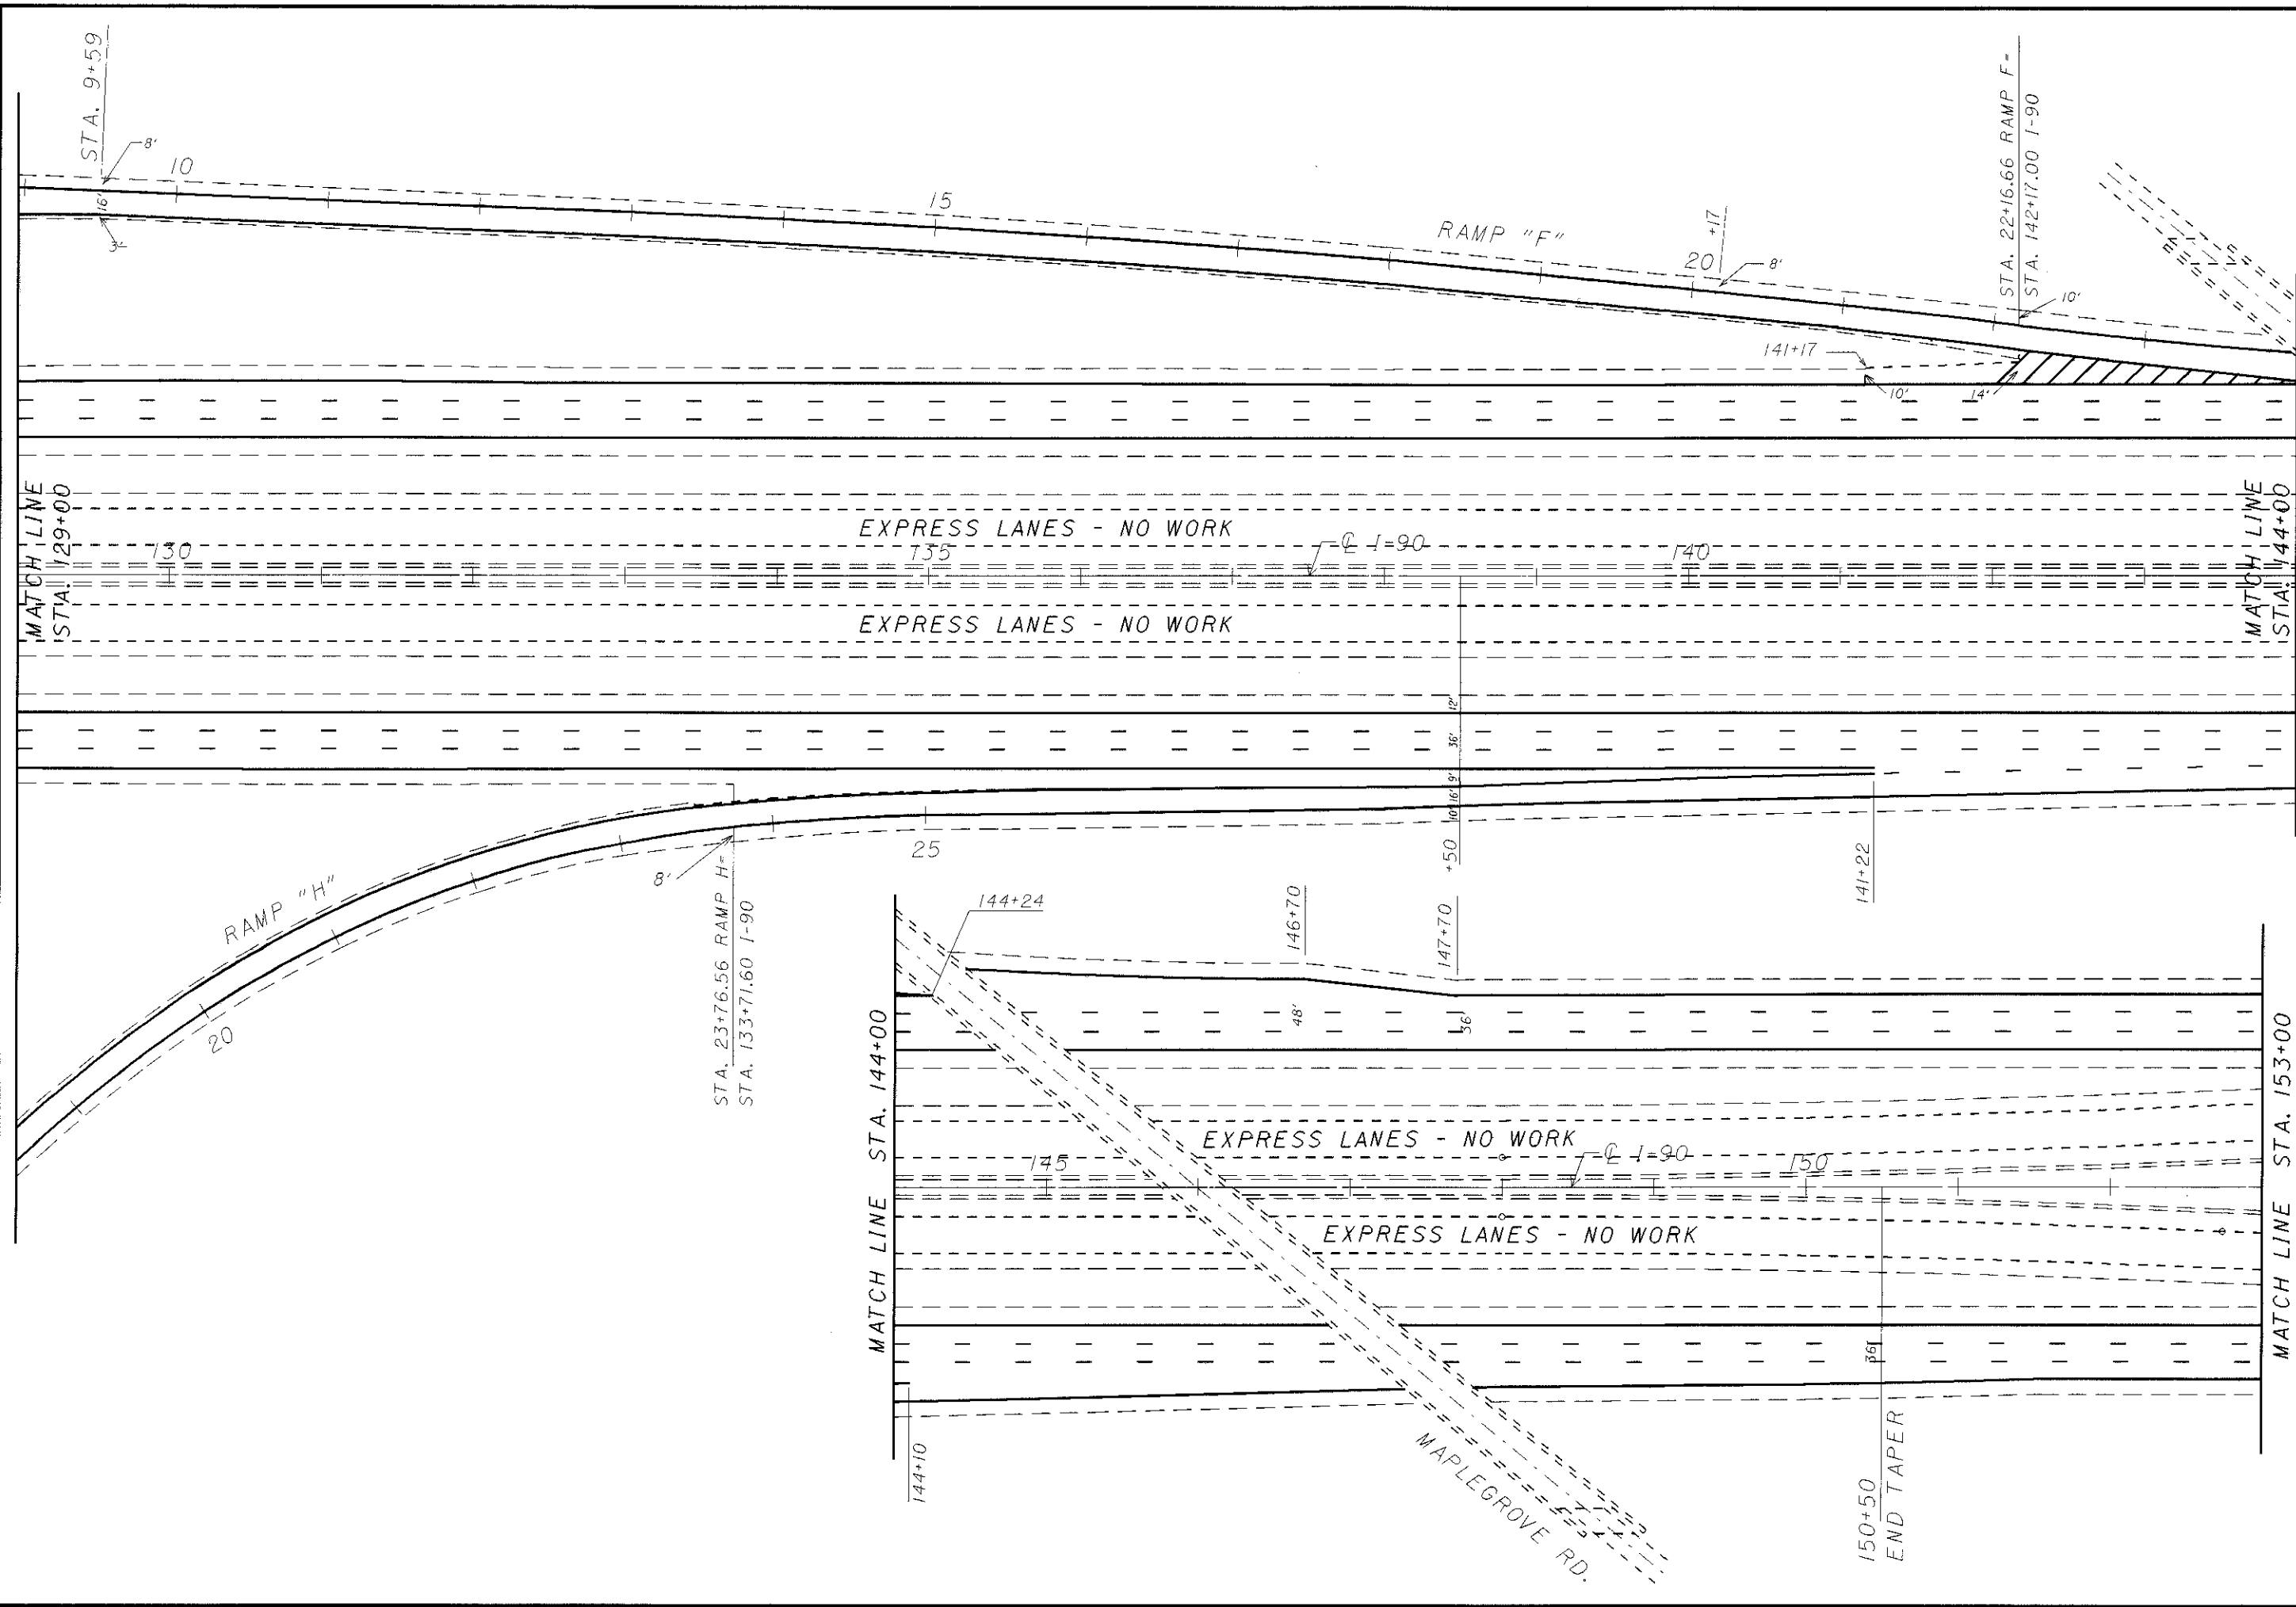 STA. 9+59
8'
10
16'
3'
15
RAMP "F"
20
+17
8'
STA. 22+16.66 RAMP F=
STA. 142+17.00 I-90
10'
141+17
10'
14'
MATCH LINE
STA. 129+00
EXPRESS LANES - NO WORK
130
135
℄ I-90
140
EXPRESS LANES - NO WORK
MATCH LINE
STA. 144+00
12'
36'
9'
16'
10'
+50
141+22
RAMP "H"
20
25
8'
STA. 23+76.56 RAMP H=
STA. 133+71.60 I-90
MATCH LINE STA. 144+00
144+24
146+70
147+70
48'
36'
EXPRESS LANES - NO WORK
145
℄ I-90
150
EXPRESS LANES - NO WORK
36'
144+10
MAPLEGROVE RD.
150+50
END TAPER
MATCH LINE STA. 153+00